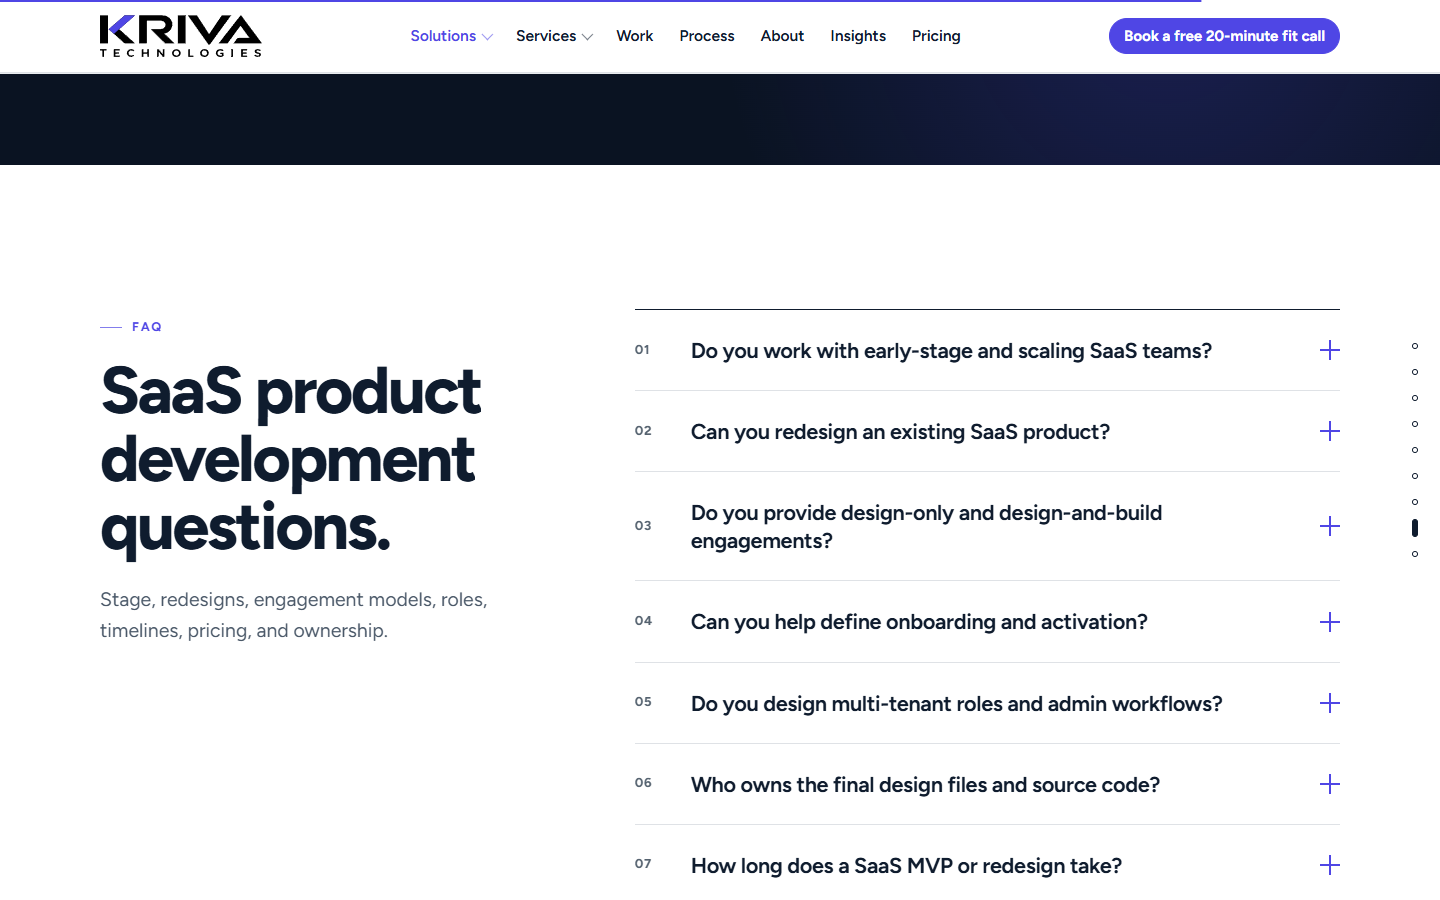 KRIVA
TECHNOLOGIES
Solutions
Services
Work
Process
About
Insights
Pricing
Book a free 20-minute fit call
FAQ
SaaS product
development
questions.
Stage, redesigns, engagement models, roles,
timelines, pricing, and ownership.
01
Do you work with early-stage and scaling SaaS teams?
02
Can you redesign an existing SaaS product?
03
Do you provide design-only and design-and-build
engagements?
04
Can you help define onboarding and activation?
05
Do you design multi-tenant roles and admin workflows?
06
Who owns the final design files and source code?
07
How long does a SaaS MVP or redesign take?